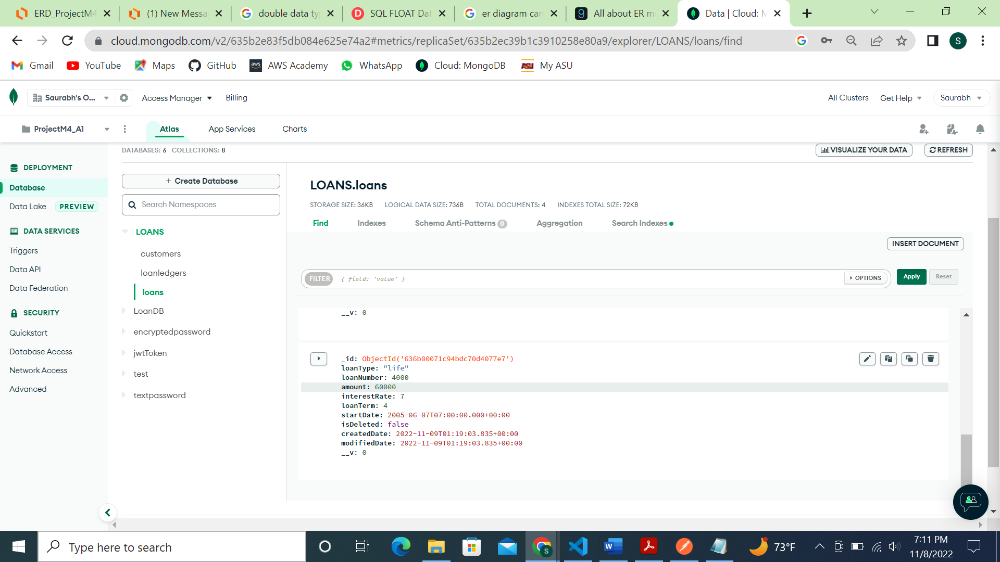 ERD_ProjectM4
(1) New Messa
double data ty
SQL FLOAT Dat
er diagram car
All about ER m
Data | Cloud: M
cloud.mongodb.com/v2/635b2e83f5db084e625e74a2#metrics/replicaSet/635b2ec39b1c3910258e80a9/explorer/LOANS/loans/find
S
Gmail
YouTube
Maps
GitHub
aws
AWS Academy
WhatsApp
Cloud: MongoDB
ASU
My ASU
Saurabh's O...
Access Manager
Billing
All Clusters
Get Help
Saurabh
ProjectM4_A1
Atlas
App Services
Charts
DATABASES: 6 COLLECTIONS: 8
VISUALIZE YOUR DATA
REFRESH
DEPLOYMENT
Database
Data Lake PREVIEW
DATA SERVICES
Triggers
Data API
Data Federation
SECURITY
Quickstart
Database Access
Network Access
Advanced
+ Create Database
Search Namespaces
LOANS
customers
loanledgers
loans
LoanDB
encryptedpassword
jwtToken
test
textpassword
LOANS.loans
STORAGE SIZE: 36KB LOGICAL DATA SIZE: 736B TOTAL DOCUMENTS: 4 INDEXES TOTAL SIZE: 72KB
Find
Indexes
Schema Anti-Patterns 0
Aggregation
Search Indexes
INSERT DOCUMENT
FILTER { field: 'value' }
OPTIONS
Apply
Reset
__v: 0
_id: ObjectId('636b00071c94bdc70d4077e7')
loanType: "life"
loanNumber: 4000
amount: 60000
interestRate: 7
loanTerm: 4
startDate: 2005-06-07T07:00:00.000+00:00
isDeleted: false
createdDate: 2022-11-09T01:19:03.835+00:00
modifiedDate: 2022-11-09T01:19:03.835+00:00
__v: 0
Type here to search
73°F
7:11 PM
11/8/2022